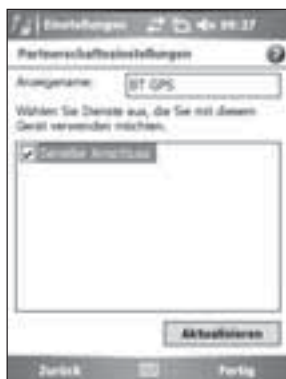 Einstellungen 09:27
Partnerschaftseinstellungen
Anzeigename: BT GPS
Wählen Sie Dienste aus, die Sie mit diesem
Gerät verwenden möchten.
Serieller Anschluss
Aktualisieren
Zurück Fertig